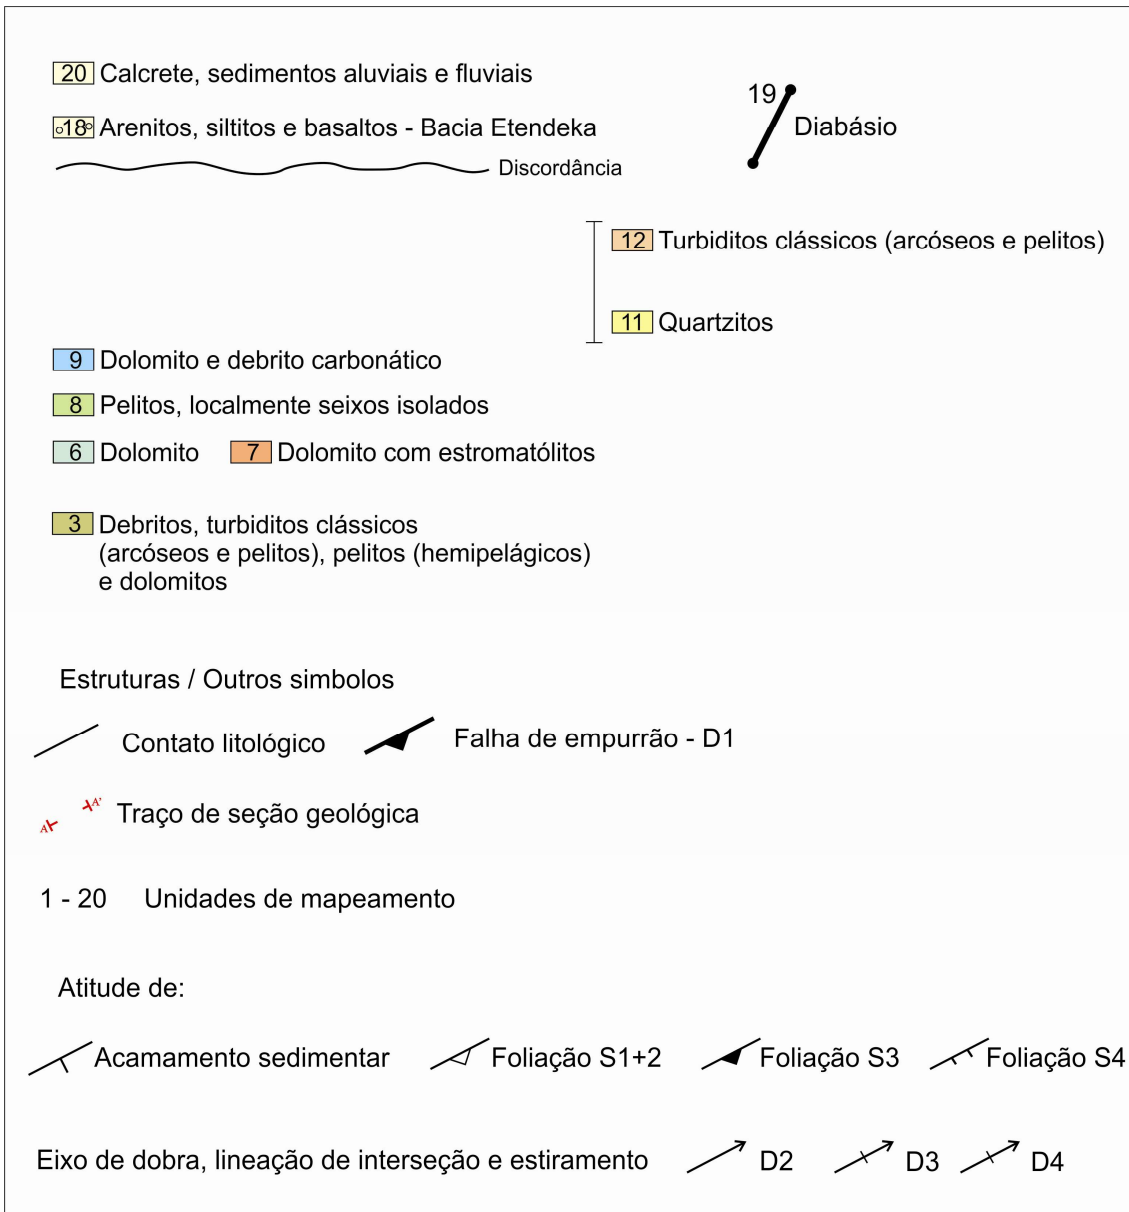 20 Calcrete, sedimentos aluviais e fluviais
19
18 Arenitos, siltitos e basaltos - Bacia Etendeka
Diabásio
Discordância
12 Turbiditos clássicos (arcóseos e pelitos)
11 Quartzitos
9 Dolomito e debrito carbonático
8 Pelitos, localmente seixos isolados
6 Dolomito 7 Dolomito com estromatólitos
3 Debritos, turbiditos clássicos
(arcóseos e pelitos), pelitos (hemipelágicos)
e dolomitos
Estruturas / Outros simbolos
Contato litológico Falha de empurrão - D1
A A' Traço de seção geológica
1 - 20 Unidades de mapeamento
Atitude de:
Acamamento sedimentar Foliação S1+2 Foliação S3 Foliação S4
Eixo de dobra, lineação de interseção e estiramento D2 D3 D4